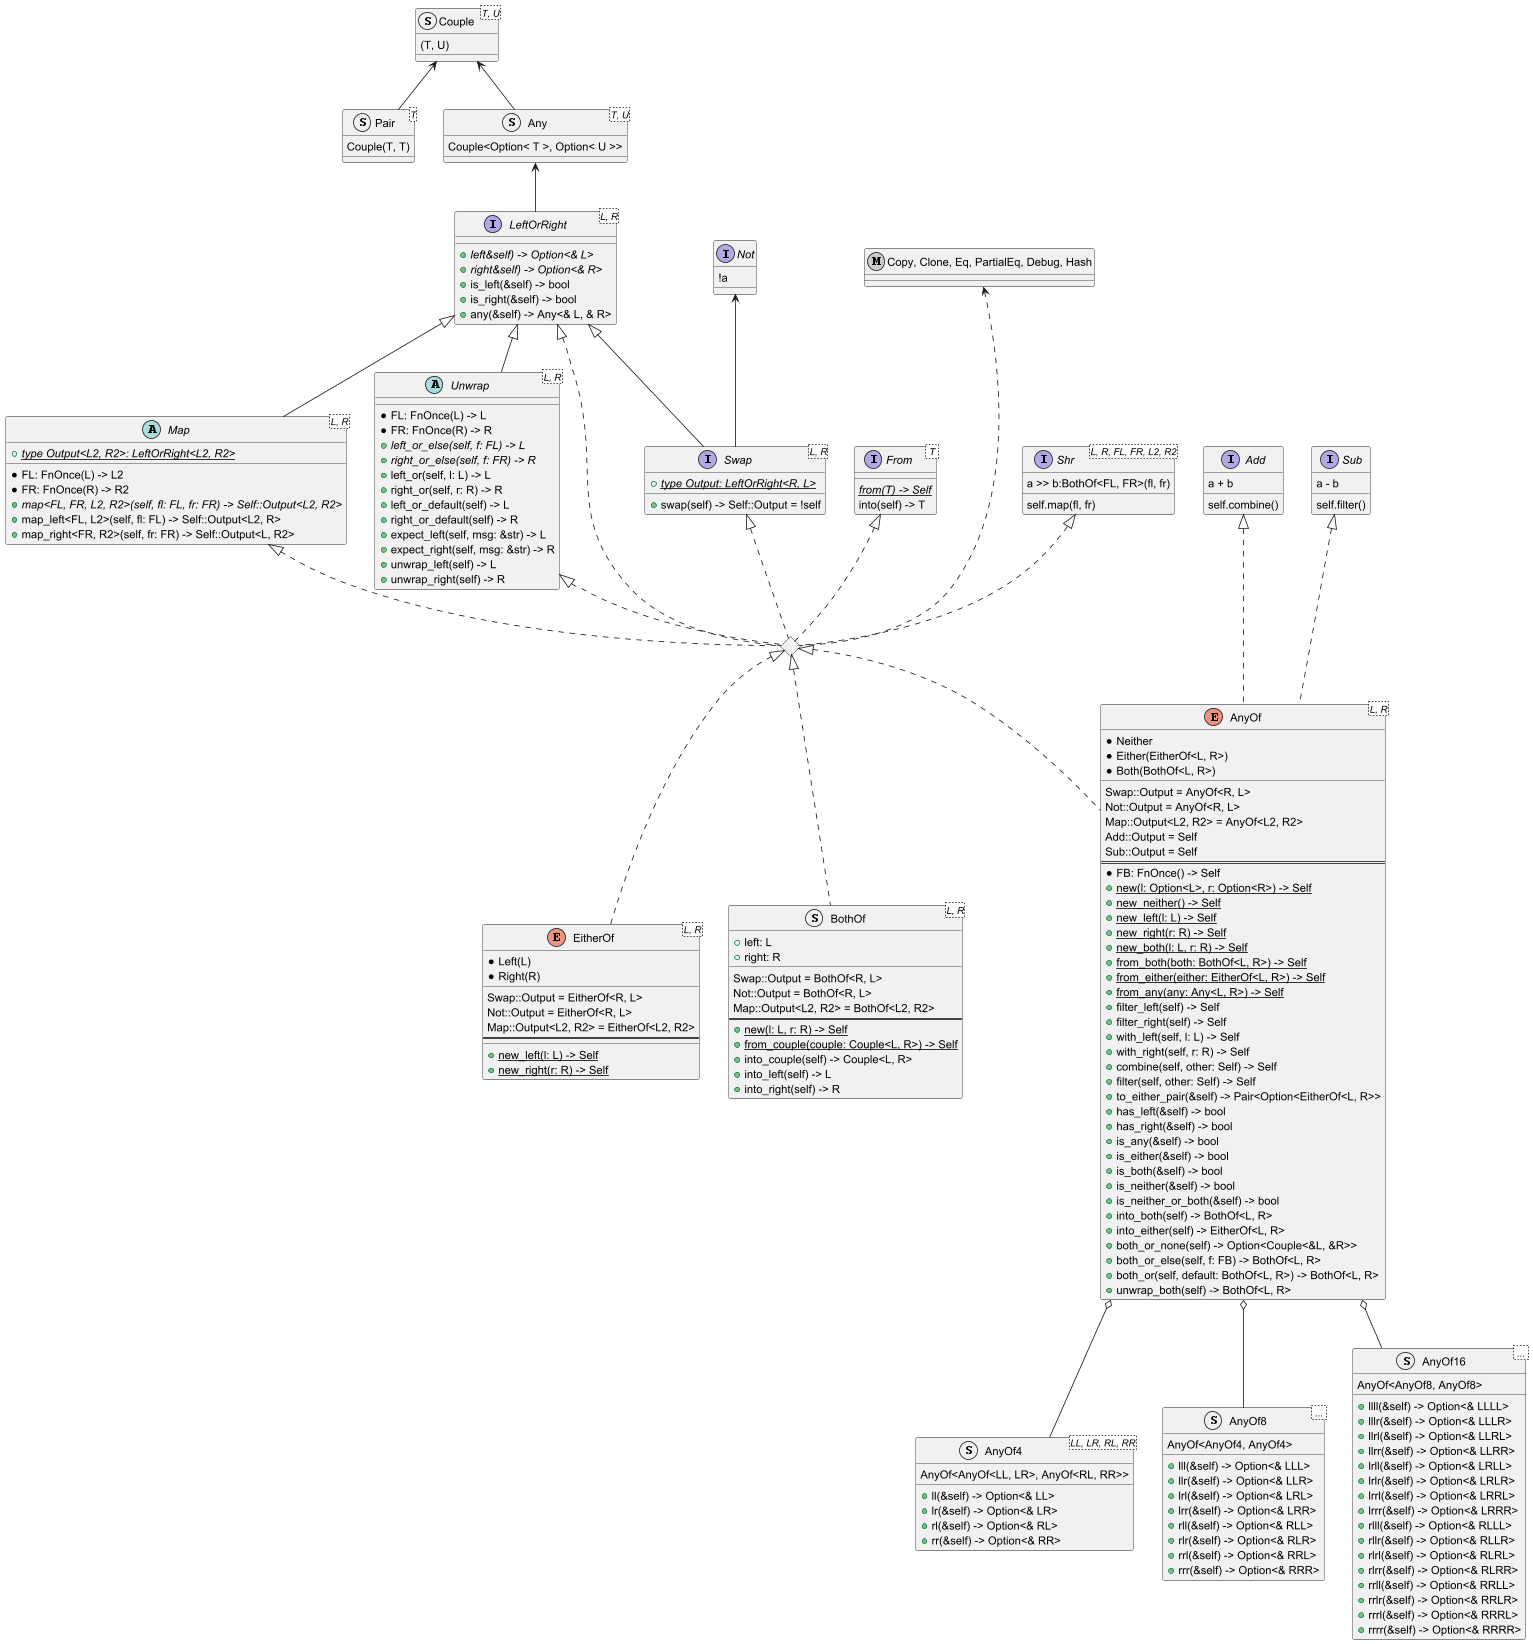 S Couple T, U
(T, U)
S Pair T
Couple(T, T)
S Any T, U
Couple<Option< T >, Option< U >>
I LeftOrRight L, R
left&self) -> Option<& L>
right&self) -> Option<& R>
is_left(&self) -> bool
is_right(&self) -> bool
any(&self) -> Any<& L, & R>
I Not
!a
M Copy, Clone, Eq, PartialEq, Debug, Hash
A Map L, R
type Output<L2, R2>: LeftOrRight<L2, R2>
FL: FnOnce(L) -> L2
FR: FnOnce(R) -> R2
map<FL, FR, L2, R2>(self, fl: FL, fr: FR) -> Self::Output<L2, R2>
map_left<FL, L2>(self, fl: FL) -> Self::Output<L2, R>
map_right<FR, R2>(self, fr: FR) -> Self::Output<L, R2>
A Unwrap L, R
FL: FnOnce(L) -> L
FR: FnOnce(R) -> R
left_or_else(self, f: FL) -> L
right_or_else(self, f: FR) -> R
left_or(self, l: L) -> L
right_or(self, r: R) -> R
left_or_default(self) -> L
right_or_default(self) -> R
expect_left(self, msg: &str) -> L
expect_right(self, msg: &str) -> R
unwrap_left(self) -> L
unwrap_right(self) -> R
I Swap L, R
type Output: LeftOrRight<R, L>
swap(self) -> Self::Output = !self
I From T
from(T) -> Self
into(self) -> T
I Shr L, R, FL, FR, L2, R2
a >> b:BothOf<FL, FR>(fl, fr)
self.map(fl, fr)
I Add
a + b
self.combine()
I Sub
a - b
self.filter()
E AnyOf L, R
Neither
Either(EitherOf<L, R>)
Both(BothOf<L, R>)
Swap::Output = AnyOf<R, L>
Not::Output = AnyOf<R, L>
Map::Output<L2, R2> = AnyOf<L2, R2>
Add::Output = Self
Sub::Output = Self
FB: FnOnce() -> Self
new(l: Option<L>, r: Option<R>) -> Self
new_neither() -> Self
new_left(l: L) -> Self
new_right(r: R) -> Self
new_both(l: L, r: R) -> Self
from_both(both: BothOf<L, R>) -> Self
from_either(either: EitherOf<L, R>) -> Self
from_any(any: Any<L, R>) -> Self
filter_left(self) -> Self
filter_right(self) -> Self
with_left(self, l: L) -> Self
with_right(self, r: R) -> Self
combine(self, other: Self) -> Self
filter(self, other: Self) -> Self
to_either_pair(&self) -> Pair<Option<EitherOf<L, R>>
has_left(&self) -> bool
has_right(&self) -> bool
is_any(&self) -> bool
is_either(&self) -> bool
is_both(&self) -> bool
is_neither(&self) -> bool
is_neither_or_both(&self) -> bool
into_both(self) -> BothOf<L, R>
into_either(self) -> EitherOf<L, R>
both_or_none(self) -> Option<Couple<&L, &R>>
both_or_else(self, f: FB) -> BothOf<L, R>
both_or(self, default: BothOf<L, R>) -> BothOf<L, R>
unwrap_both(self) -> BothOf<L, R>
E EitherOf L, R
Left(L)
Right(R)
Swap::Output = EitherOf<R, L>
Not::Output = EitherOf<R, L>
Map::Output<L2, R2> = EitherOf<L2, R2>
new_left(l: L) -> Self
new_right(r: R) -> Self
S BothOf L, R
left: L
right: R
Swap::Output = BothOf<R, L>
Not::Output = BothOf<R, L>
Map::Output<L2, R2> = BothOf<L2, R2>
new(l: L, r: R) -> Self
from_couple(couple: Couple<L, R>) -> Self
into_couple(self) -> Couple<L, R>
into_left(self) -> L
into_right(self) -> R
S AnyOf4 LL, LR, RL, RR
AnyOf<AnyOf<LL, LR>, AnyOf<RL, RR>>
ll(&self) -> Option<& LL>
lr(&self) -> Option<& LR>
rl(&self) -> Option<& RL>
rr(&self) -> Option<& RR>
S AnyOf8 ...
AnyOf<AnyOf4, AnyOf4>
lll(&self) -> Option<& LLL>
llr(&self) -> Option<& LLR>
lrl(&self) -> Option<& LRL>
lrr(&self) -> Option<& LRR>
rll(&self) -> Option<& RLL>
rlr(&self) -> Option<& RLR>
rrl(&self) -> Option<& RRL>
rrr(&self) -> Option<& RRR>
S AnyOf16 ...
AnyOf<AnyOf8, AnyOf8>
llll(&self) -> Option<& LLLL>
lllr(&self) -> Option<& LLLR>
llrl(&self) -> Option<& LLRL>
llrr(&self) -> Option<& LLRR>
lrll(&self) -> Option<& LRLL>
lrlr(&self) -> Option<& LRLR>
lrrl(&self) -> Option<& LRRL>
lrrr(&self) -> Option<& LRRR>
rlll(&self) -> Option<& RLLL>
rllr(&self) -> Option<& RLLR>
rlrl(&self) -> Option<& RLRL>
rlrr(&self) -> Option<& RLRR>
rrll(&self) -> Option<& RRLL>
rrlr(&self) -> Option<& RRLR>
rrrl(&self) -> Option<& RRRL>
rrrr(&self) -> Option<& RRRR>